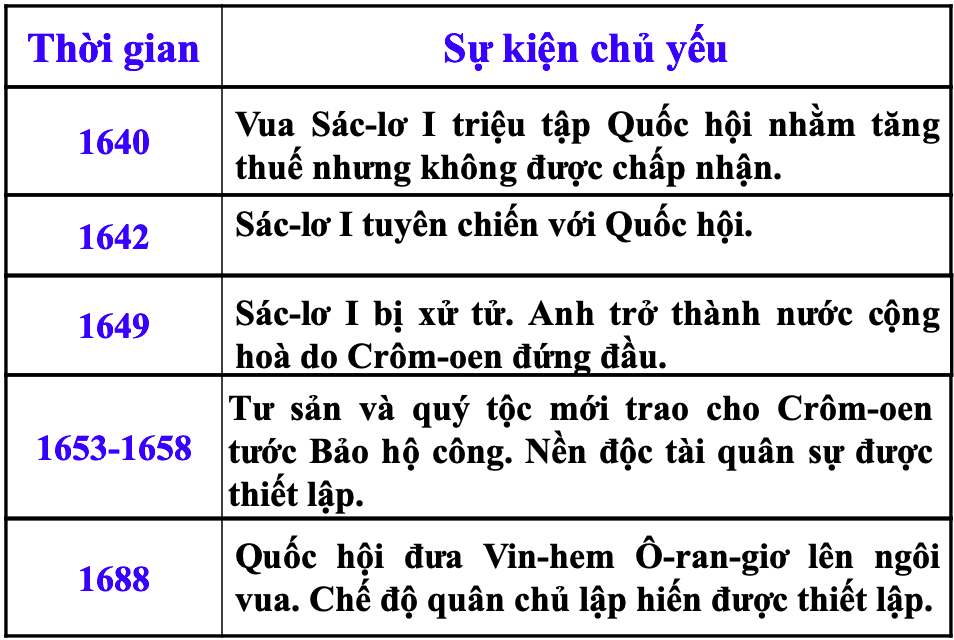 Thời gian
Sự kiện chủ yếu
1640
Vua Sác-lơ I triệu tập Quốc hội nhằm tăng
thuế nhưng không được chấp nhận.
1642
Sác-lơ I tuyên chiến với Quốc hội.
1649
Sác-lơ I bị xử tử. Anh trở thành nước cộng
hoà do Crôm-oen đứng đầu.
1653-1658
Tư sản và quý tộc mới trao cho Crôm-oen
tước Bảo hộ công. Nền độc tài quân sự được
thiết lập.
1688
Quốc hội đưa Vin-hem Ô-ran-giơ lên ngôi
vua. Chế độ quân chủ lập hiến được thiết lập.